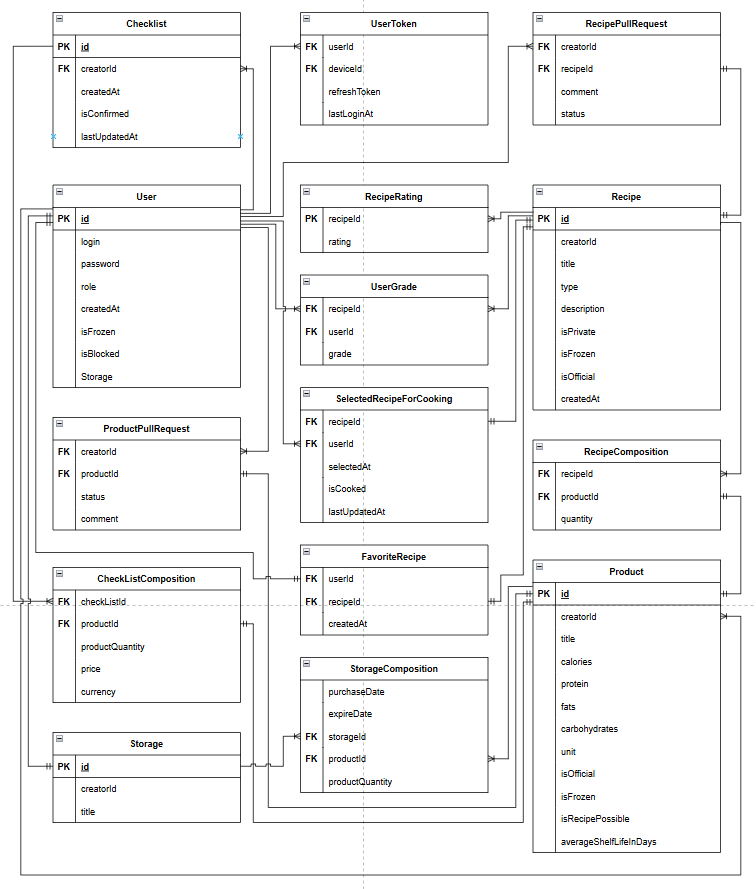 Checklist
PK id
FK creatorId
createdAt
isConfirmed
lastUpdatedAt
User
PK id
login
password
role
createdAt
isFrozen
isBlocked
Storage
ProductPullRequest
FK creatorId
FK productId
status
comment
CheckListComposition
FK checkListId
FK productId
productQuantity
price
currency
Storage
PK id
creatorId
title
UserToken
FK userId
FK deviceId
refreshToken
lastLoginAt
RecipeRating
PK recipeId
rating
UserGrade
FK recipeId
FK userId
grade
SelectedRecipeForCooking
FK recipeId
FK userId
selectedAt
isCooked
lastUpdatedAt
FavoriteRecipe
FK userId
FK recipeId
createdAt
StorageComposition
purchaseDate
expireDate
FK storageId
FK productId
productQuantity
RecipePullRequest
FK creatorId
FK recipeId
comment
status
Recipe
PK id
creatorId
title
type
description
isPrivate
isFrozen
isOfficial
createdAt
RecipeComposition
FK recipeId
FK productId
quantity
Product
PK id
creatorId
title
calories
protein
fats
carbohydrates
unit
isOfficial
isFrozen
isRecipePossible
averageShelfLifeInDays